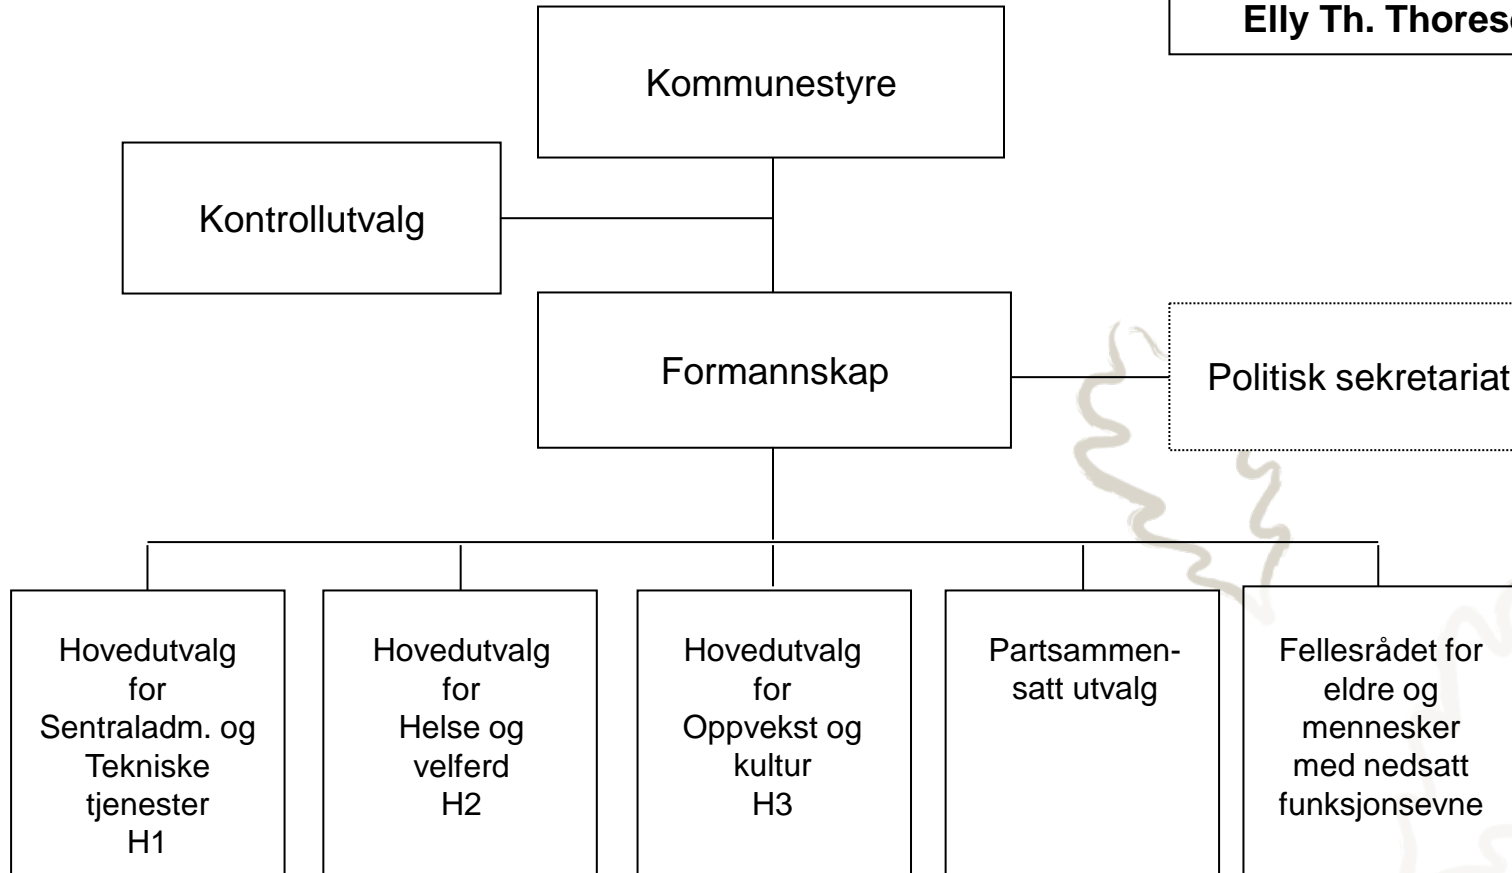 Elly Th.
Kommunestyre
Kontrollutvalg
Formannskap
Politisk sekretariat
Hovedutvalg
for
Sentraladm. og
Tekniske
tjenester
H1
Hovedutvalg
for
Helse og
velferd
H2
Hovedutvalg
for
Oppvekst og
kultur
H3
Partsammen-
satt utvalg
Fellesrådet for
eldre og
mennesker
med nedsatt
funksjonsevne